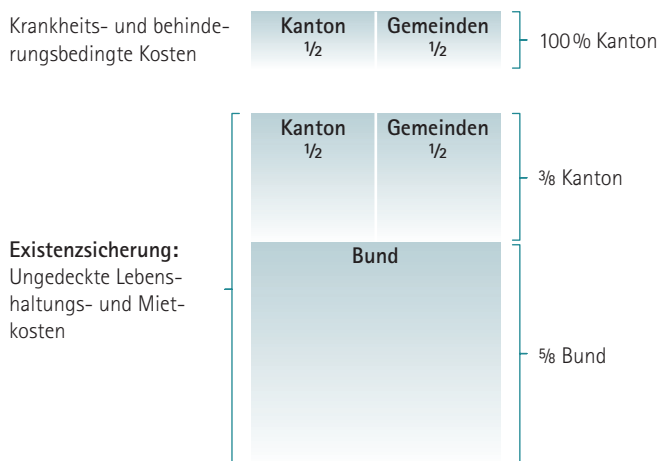 Krankheits- und behinde-
rungsbedingte Kosten
Kanton
½
Gemeinden
½
100% Kanton
Kanton
½
Gemeinden
½
⅜ Kanton
Existenzsicherung:
Ungedeckte Lebens-
haltungs- und Miet-
kosten
Bund
⅝ Bund